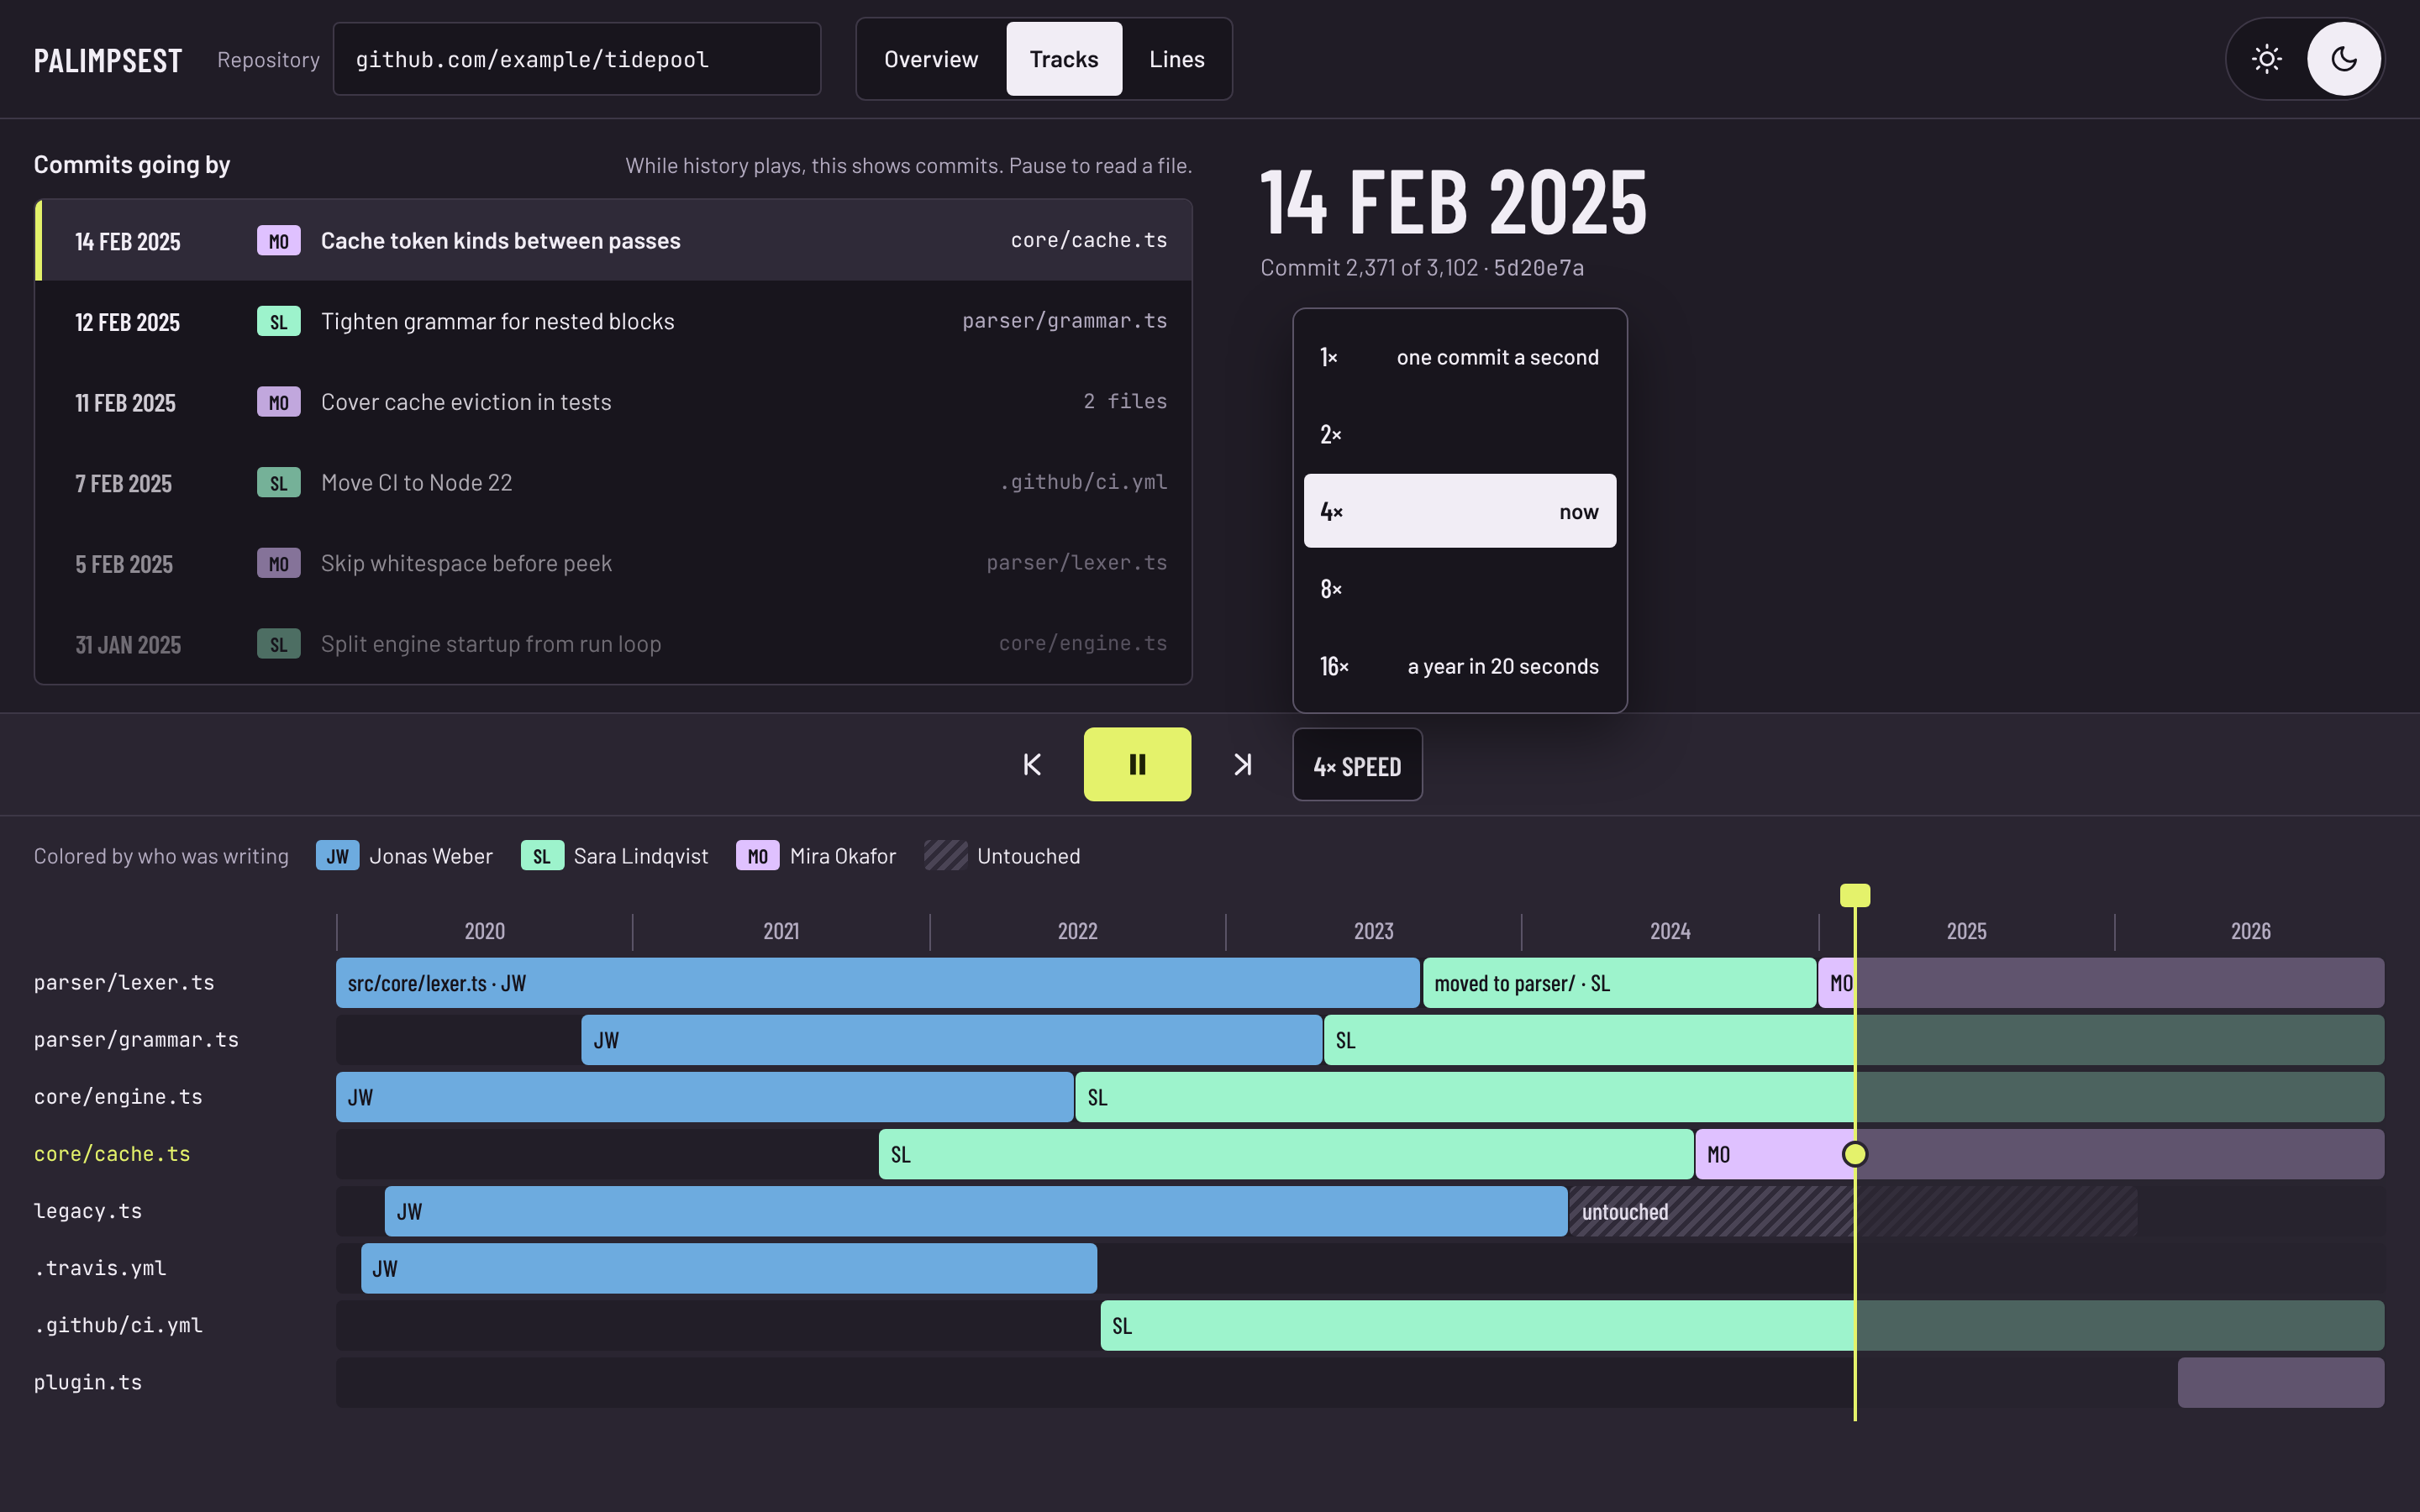 PALIMPSEST
Repository
github.com/example/tidepool
Overview
Tracks
Lines
Commits going by
While history plays, this shows commits. Pause to read a file.
14 FEB 2025 MO Cache token kinds between passes core/cache.ts
12 FEB 2025 SL Tighten grammar for nested blocks parser/grammar.ts
11 FEB 2025 MO Cover cache eviction in tests 2 files
7 FEB 2025 SL Move CI to Node 22 .github/ci.yml
5 FEB 2025 MO Skip whitespace before peek parser/lexer.ts
31 JAN 2025 SL Split engine startup from run loop core/engine.ts
14 FEB 2025
Commit 2,371 of 3,102 · 5d20e7a
1× one commit a second
2×
4× now
8×
16× a year in 20 seconds
4× SPEED
Colored by who was writing JW Jonas Weber SL Sara Lindqvist MO Mira Okafor Untouched
2020 2021 2022 2023 2024 2025 2026
parser/lexer.ts src/core/lexer.ts · JW moved to parser/ · SL MO
parser/grammar.ts JW SL
core/engine.ts JW SL
core/cache.ts SL MO
legacy.ts JW untouched
.travis.yml JW
.github/ci.yml SL
plugin.ts